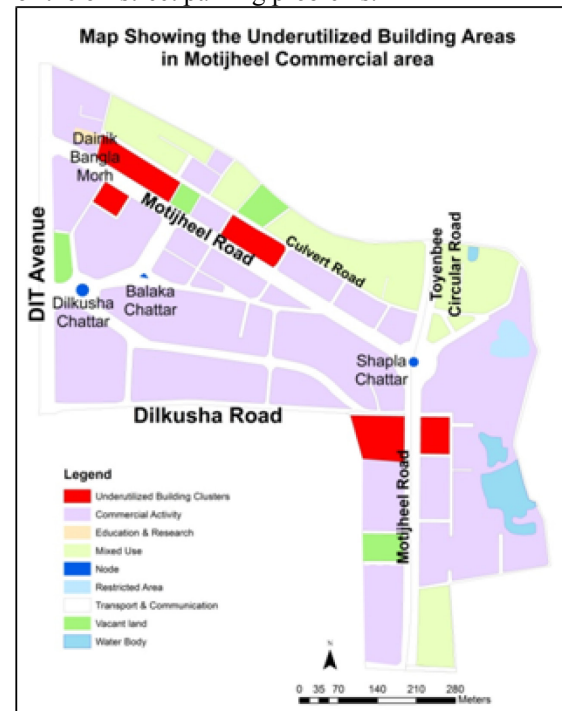 Map Showing the Underutilized Building Areas
in Motijheel Commercial area
Dainik
Bangla
Morh
Motijheel Road
Culvert Road
Toyenbee
Circular Road
DIT Avenue
Dilkusha
Chattar
Balaka
Chattar
Shapla
Chattar
Dilkusha Road
Motijheel Road
Legend
Underutilized Building Clusters
Commercial Activity
Education & Research
Mixed Use
Node
Restricted Area
Transport & Communication
Vacant land
Water Body
N
0 35 70 140 210 280
Meters